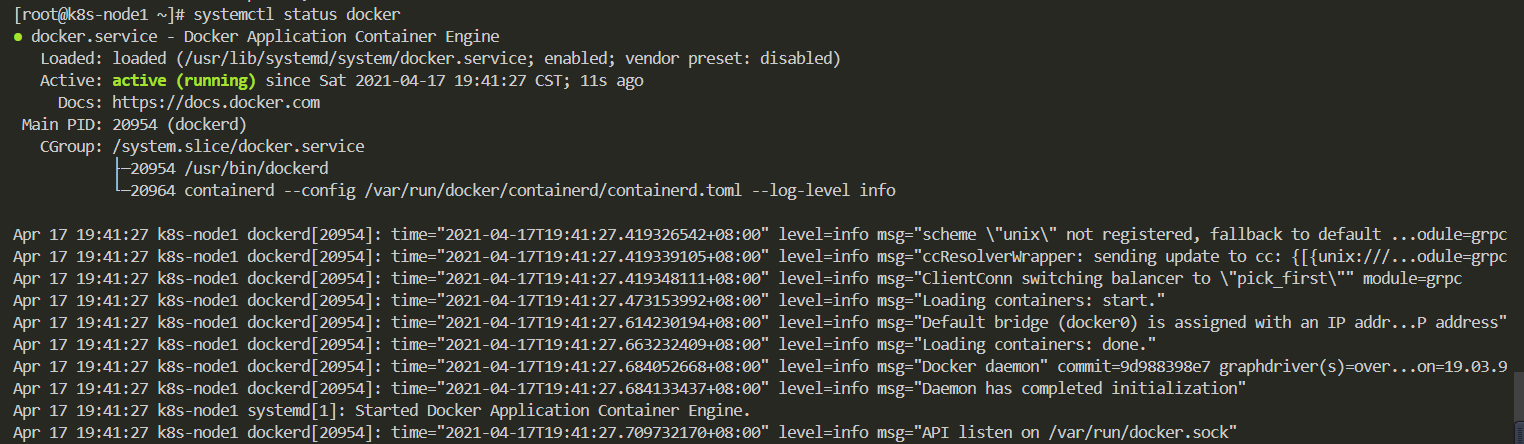 [root@k8s-node1 ~]# systemctl status docker
● docker.service - Docker Application Container Engine
   Loaded: loaded (/usr/lib/systemd/system/docker.service; enabled; vendor preset: disabled)
   Active: active (running) since Sat 2021-04-17 19:41:27 CST; 11s ago
     Docs: https://docs.docker.com
 Main PID: 20954 (dockerd)
   CGroup: /system.slice/docker.service
           ├─20954 /usr/bin/dockerd
           └─20964 containerd --config /var/run/docker/containerd/containerd.toml --log-level info

Apr 17 19:41:27 k8s-node1 dockerd[20954]: time="2021-04-17T19:41:27.419326542+08:00" level=info msg="scheme \"unix\" not registered, fallback to default ...odule=grpc
Apr 17 19:41:27 k8s-node1 dockerd[20954]: time="2021-04-17T19:41:27.419339105+08:00" level=info msg="ccResolverWrapper: sending update to cc: {[{unix:///...odule=grpc
Apr 17 19:41:27 k8s-node1 dockerd[20954]: time="2021-04-17T19:41:27.419348111+08:00" level=info msg="ClientConn switching balancer to \"pick_first\"" module=grpc
Apr 17 19:41:27 k8s-node1 dockerd[20954]: time="2021-04-17T19:41:27.473153992+08:00" level=info msg="Loading containers: start."
Apr 17 19:41:27 k8s-node1 dockerd[20954]: time="2021-04-17T19:41:27.614230194+08:00" level=info msg="Default bridge (docker0) is assigned with an IP addr...P address"
Apr 17 19:41:27 k8s-node1 dockerd[20954]: time="2021-04-17T19:41:27.663232409+08:00" level=info msg="Loading containers: done."
Apr 17 19:41:27 k8s-node1 dockerd[20954]: time="2021-04-17T19:41:27.684052668+08:00" level=info msg="Docker daemon" commit=9d988398e7 graphdriver(s)=over...on=19.03.9
Apr 17 19:41:27 k8s-node1 dockerd[20954]: time="2021-04-17T19:41:27.684133437+08:00" level=info msg="Daemon has completed initialization"
Apr 17 19:41:27 k8s-node1 systemd[1]: Started Docker Application Container Engine.
Apr 17 19:41:27 k8s-node1 dockerd[20954]: time="2021-04-17T19:41:27.709732170+08:00" level=info msg="API listen on /var/run/docker.sock"